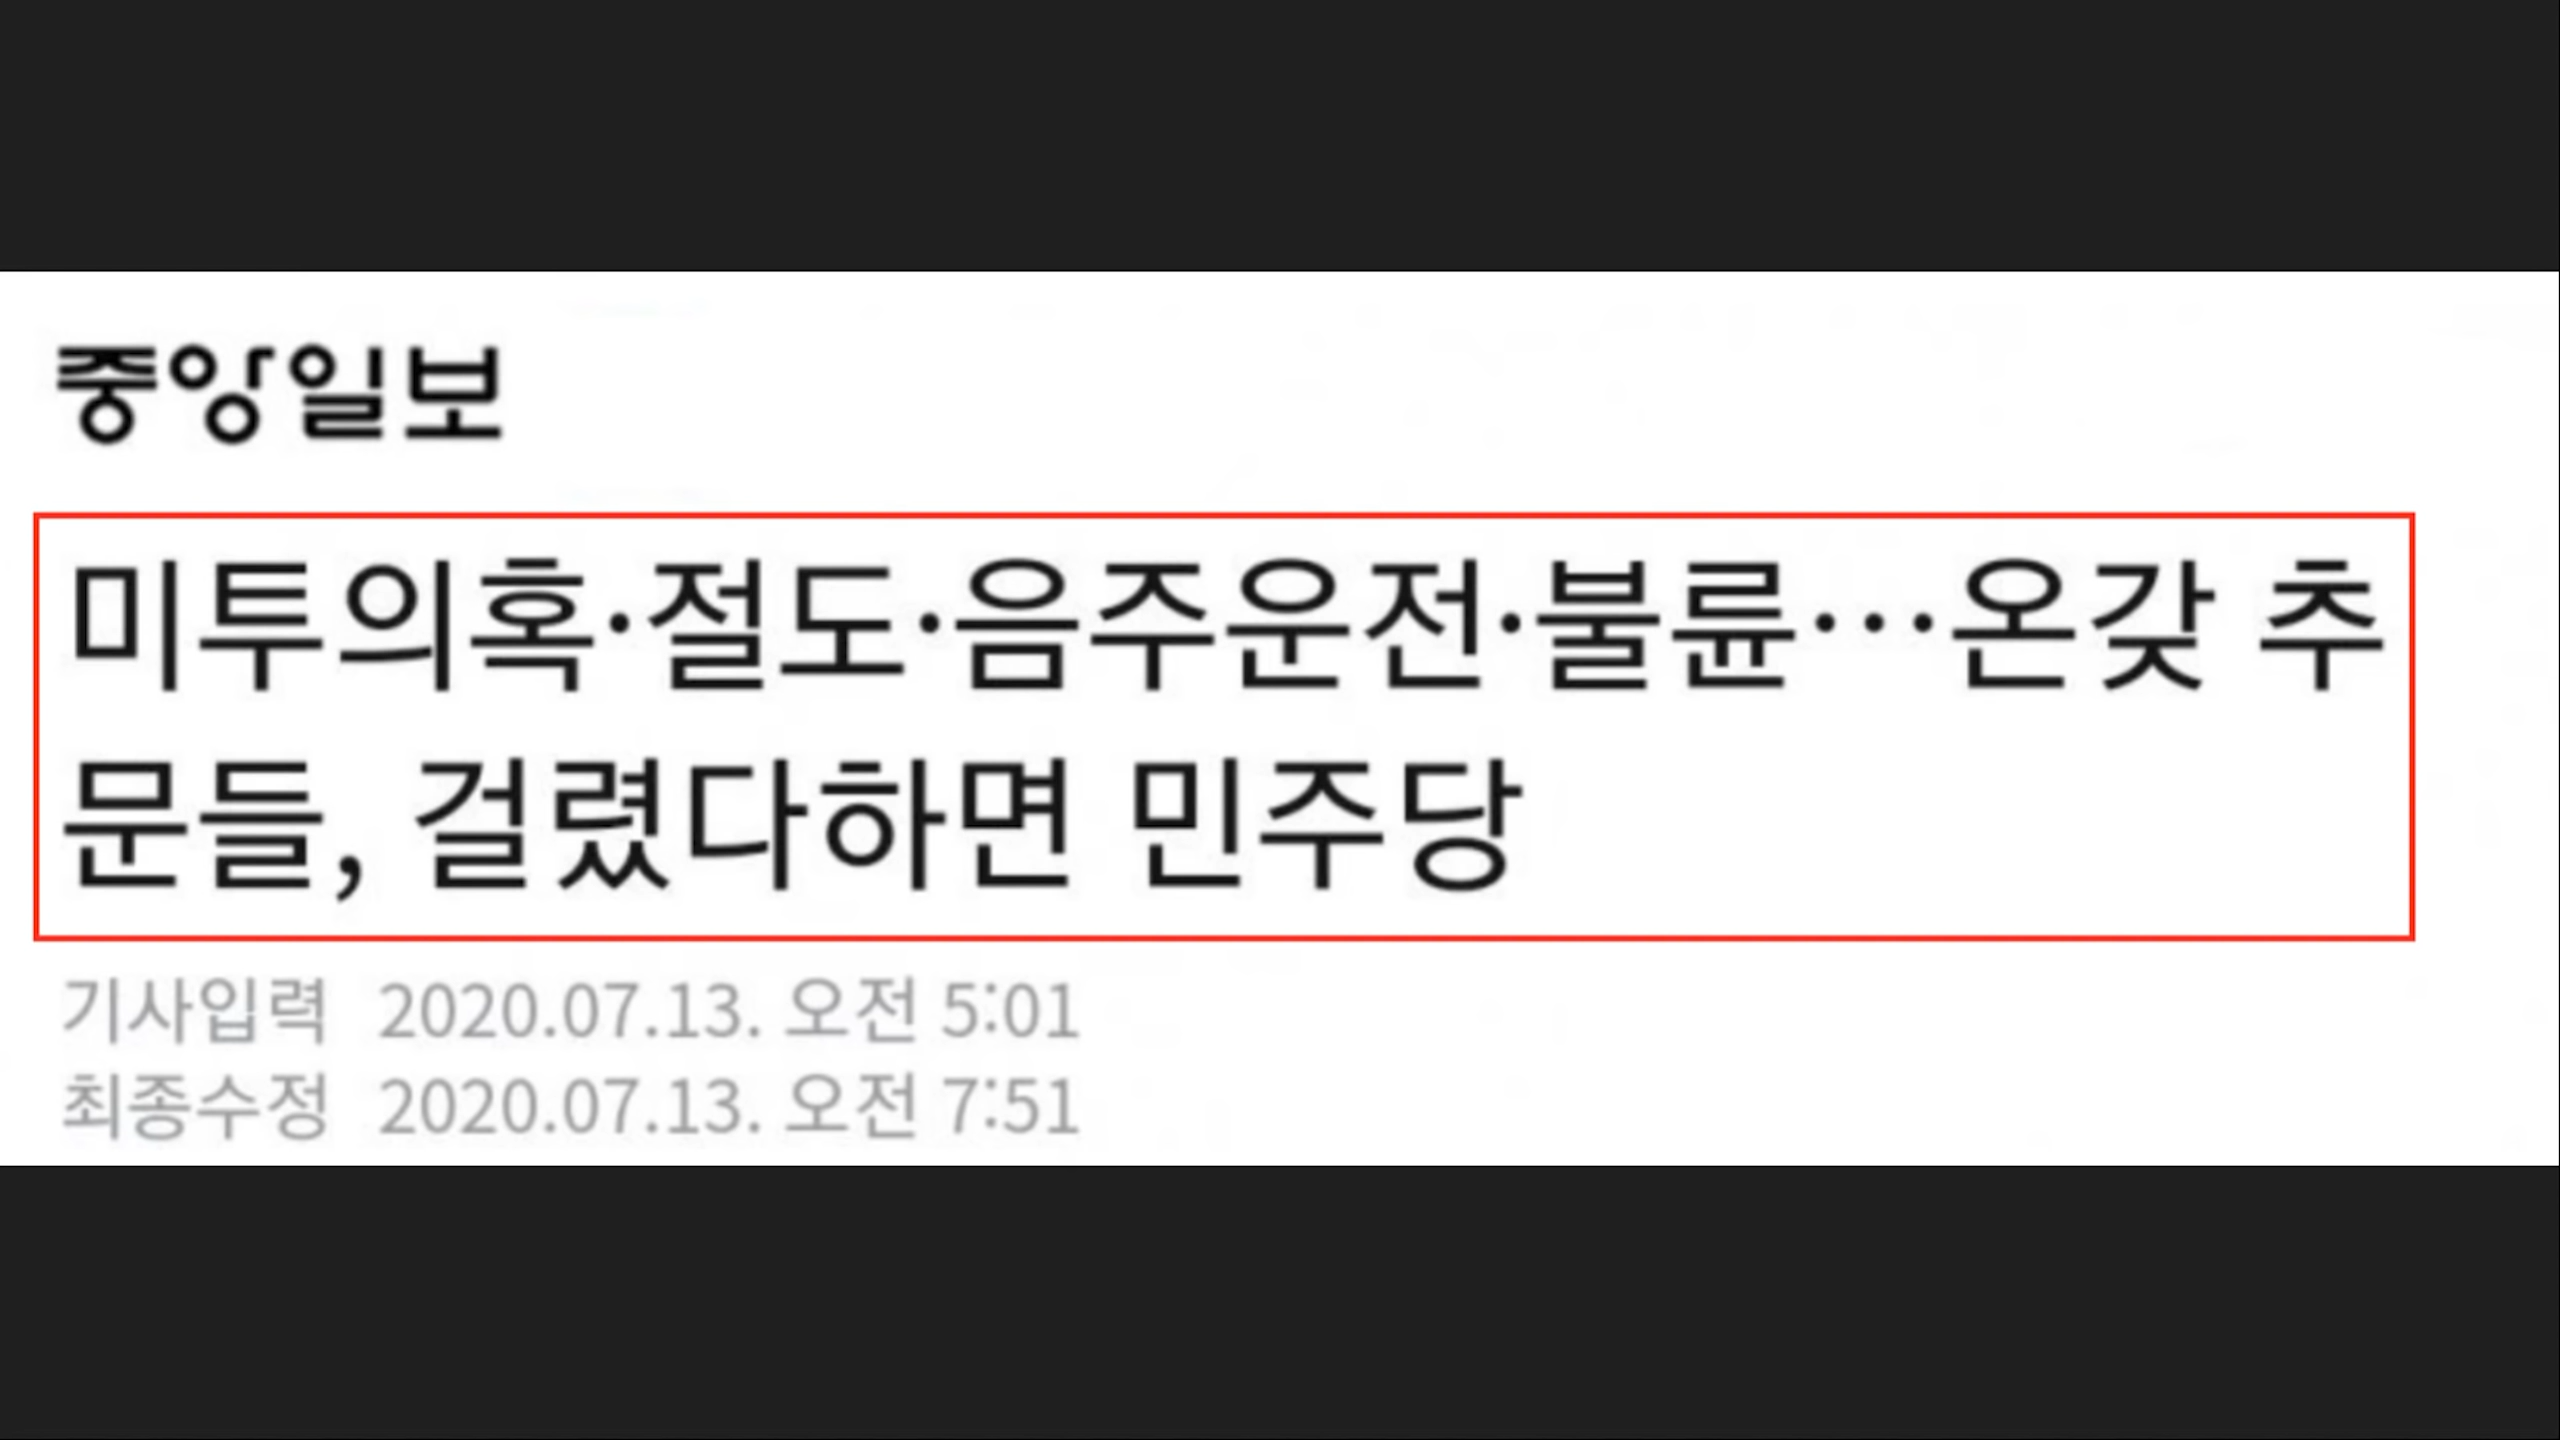 중앙일보
미투의혹·절도·음주운전·불륜···온갖 추
문들, 걸렸다하면 민주당
기사입력 2020.07.13. 오전 5:01
최종수정 2020.07.13. 오전 7:51